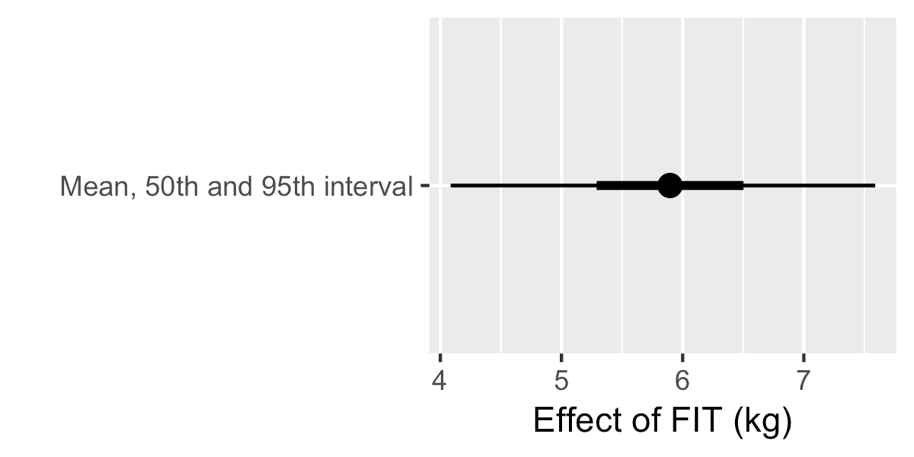 Mean, 50th and 95th interval
4 5 6 7
Effect of FIT (kg)